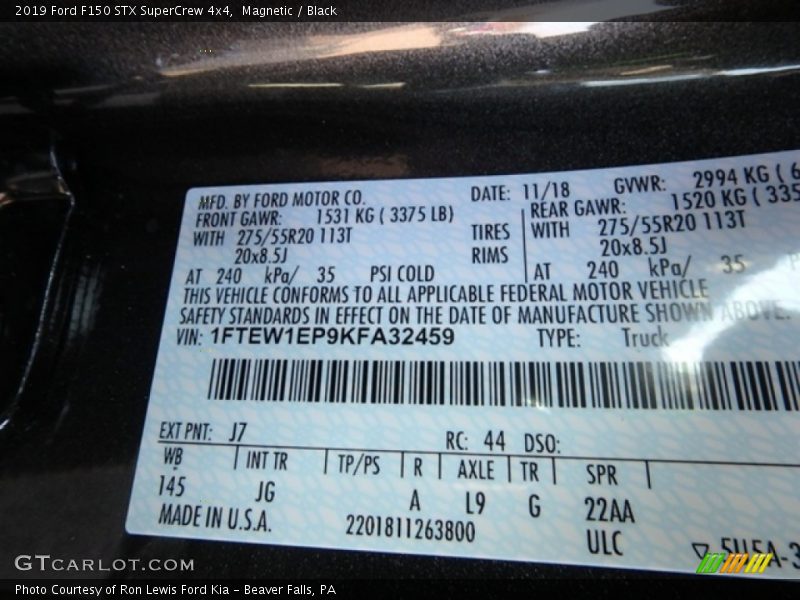 2019 Ford F150 STX SuperCrew 4x4, Magnetic / Black
MFD. BY FORD MOTOR CO. DATE: 11/18 GVWR: 2994 KG (
FRONT GAWR: 1531 KG ( 3375 LB) REAR GAWR: 1520 KG ( 335
WITH 275/55R20 113T TIRES WITH 275/55R20 113T
20x8.5J RIMS 20x8.5J
AT 240 kPa/ 35 PSI COLD AT 240 kPa/ 35
THIS VEHICLE CONFORMS TO ALL APPLICABLE FEDERAL MOTOR VEHICLE
SAFETY STANDARDS IN EFFECT ON THE DATE OF MANUFACTURE SHOWN ABOVE.
VIN: 1FTEW1EP9KFA32459 TYPE: Truck
EXT PNT: J7 RC: 44 DSO:
WB INT TR TP/PS R AXLE TR SPR
145 JG A L9 G 22AA
MADE IN U.S.A. 2201811263800 ULC
GTCARLOT.COM
Photo Courtesy of Ron Lewis Ford Kia - Beaver Falls, PA